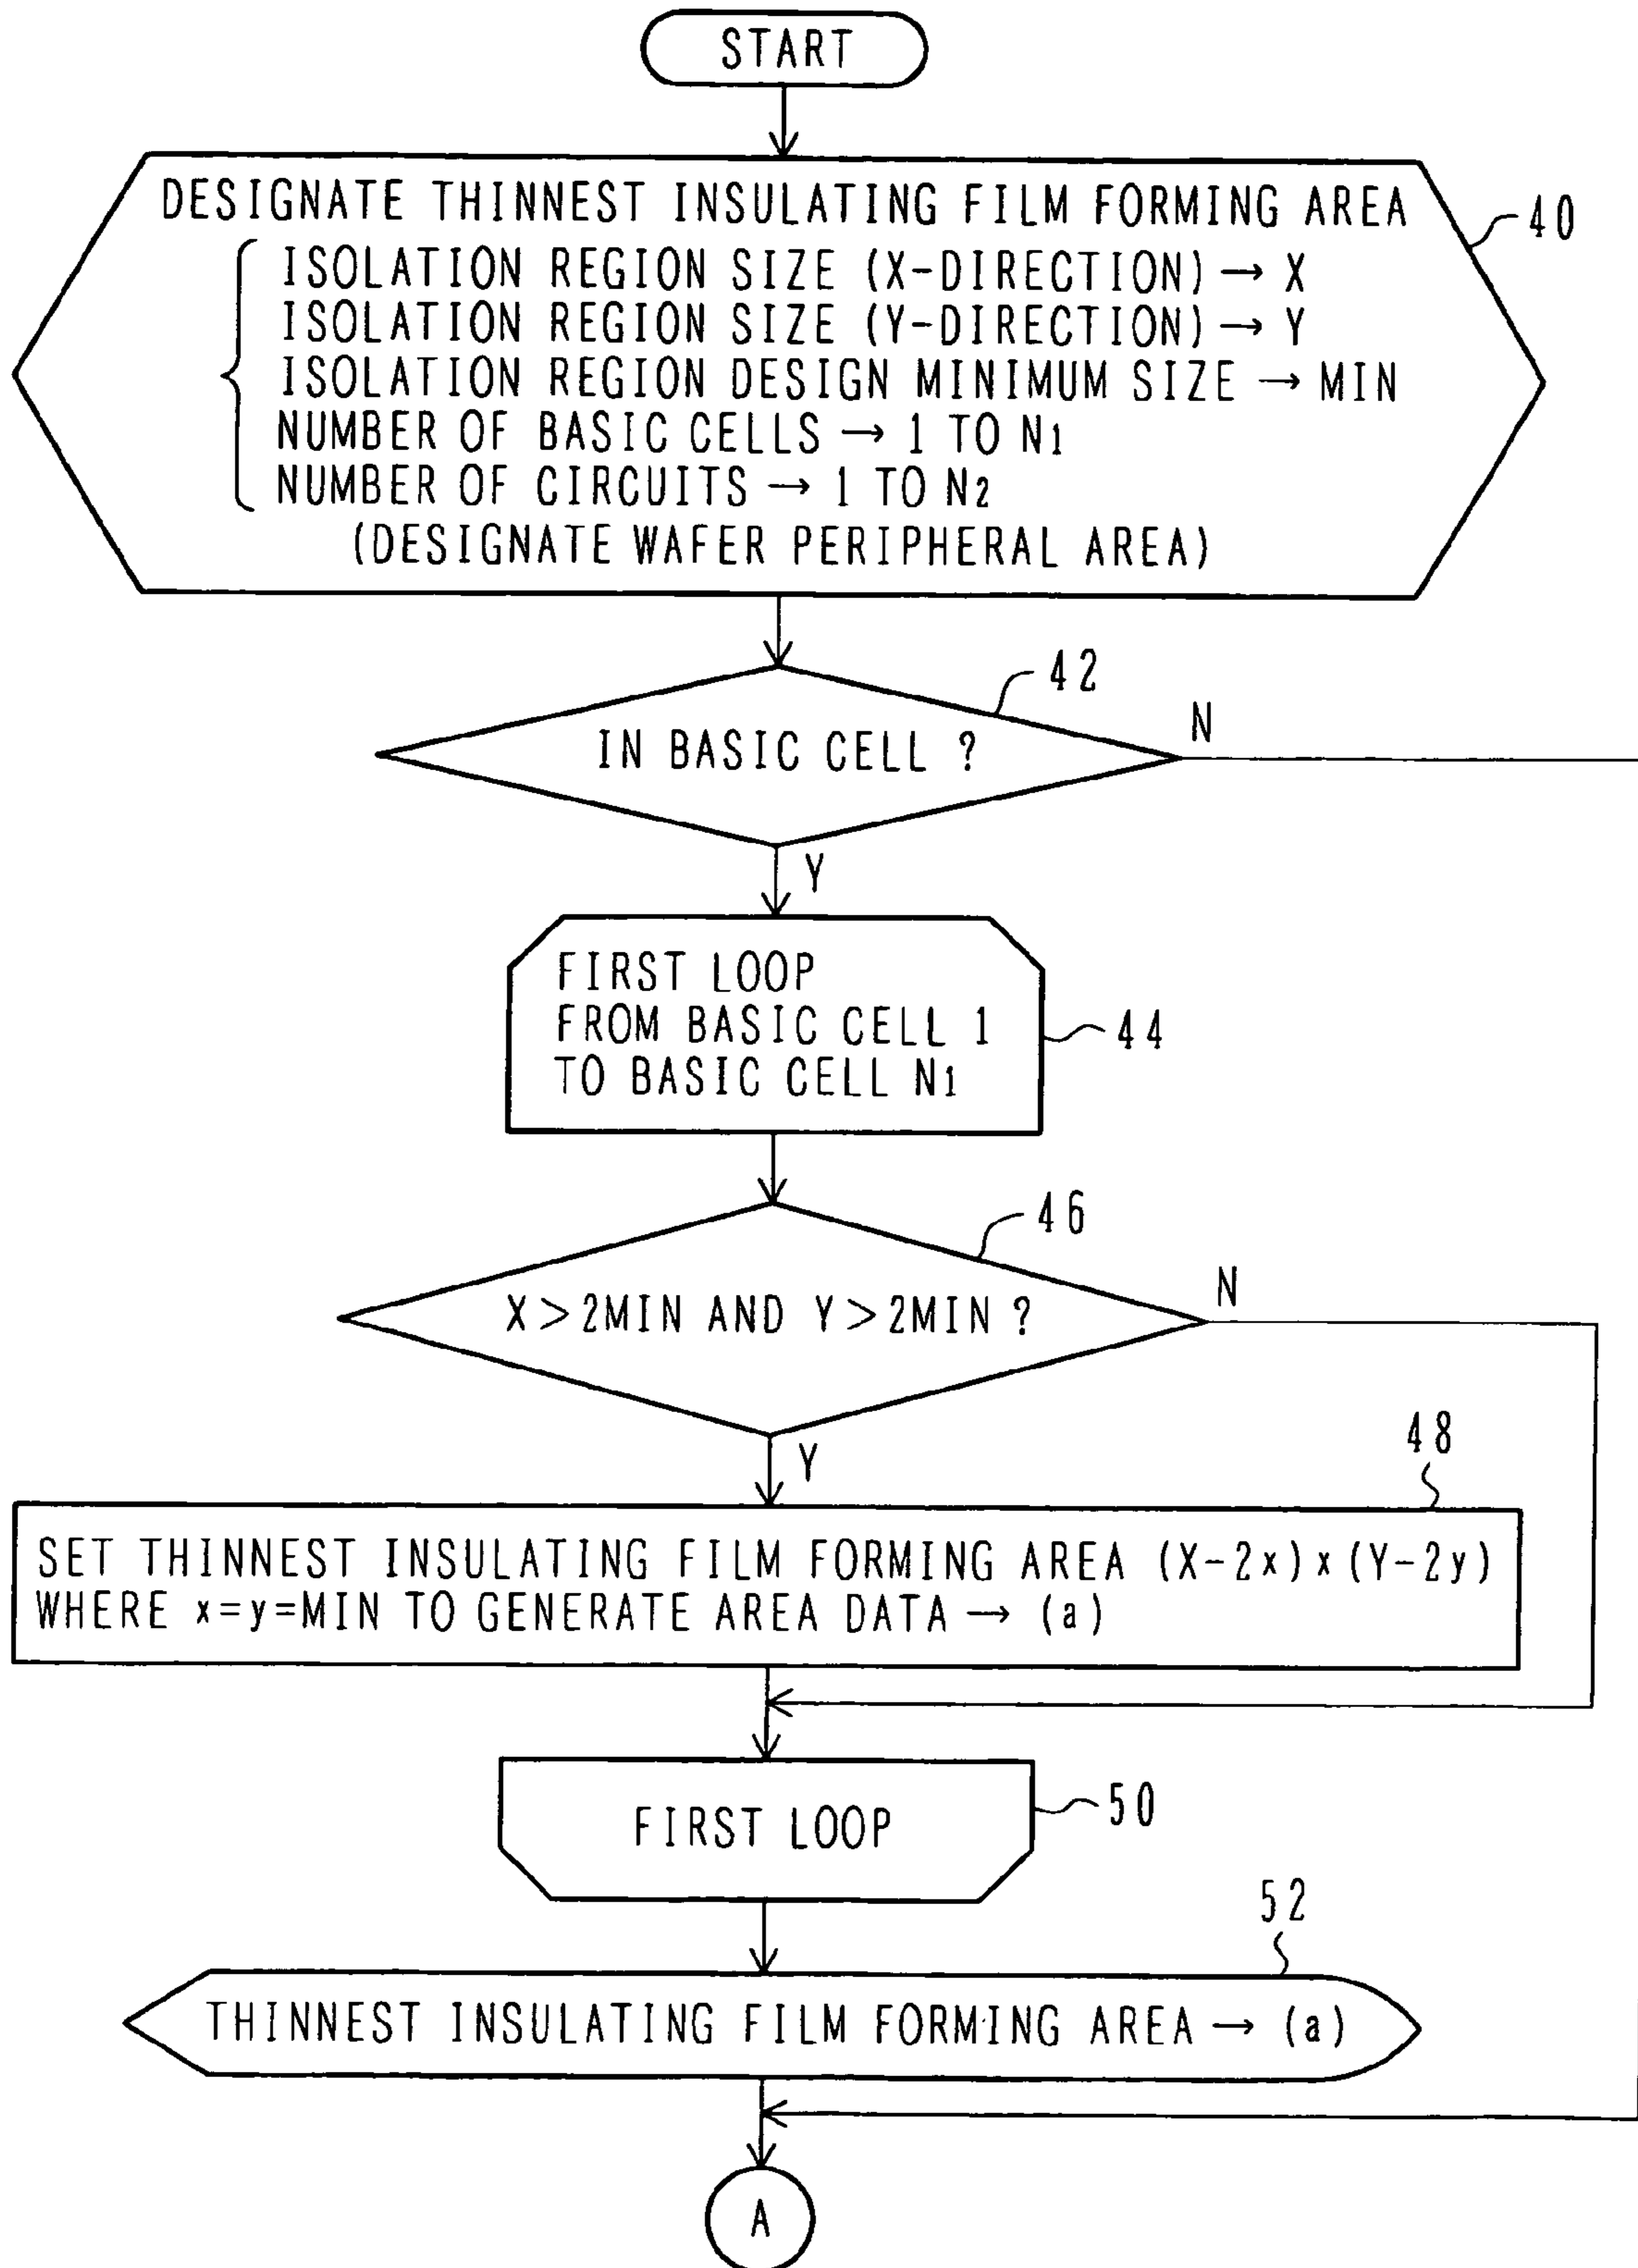 START
DESIGNATE THINNEST INSULATING FILM FORMING AREA
40
ISOLATION REGION SIZE (X-DIRECTION) → X
ISOLATION REGION SIZE (Y-DIRECTION) → Y
ISOLATION REGION DESIGN MINIMUM SIZE → MIN
NUMBER OF BASIC CELLS → 1 TO N1
NUMBER OF CIRCUITS → 1 TO N2
(DESIGNATE WAFER PERIPHERAL AREA)
42
N
IN BASIC CELL ?
Y
FIRST LOOP
FROM BASIC CELL 1
TO BASIC CELL N1
44
46
N
X>2MIN AND Y>2MIN ?
Y
48
SET THINNEST INSULATING FILM FORMING AREA (X-2x)×(Y-2y)
WHERE x=y=MIN TO GENERATE AREA DATA → (a)
FIRST LOOP
50
52
THINNEST INSULATING FILM FORMING AREA → (a)
A